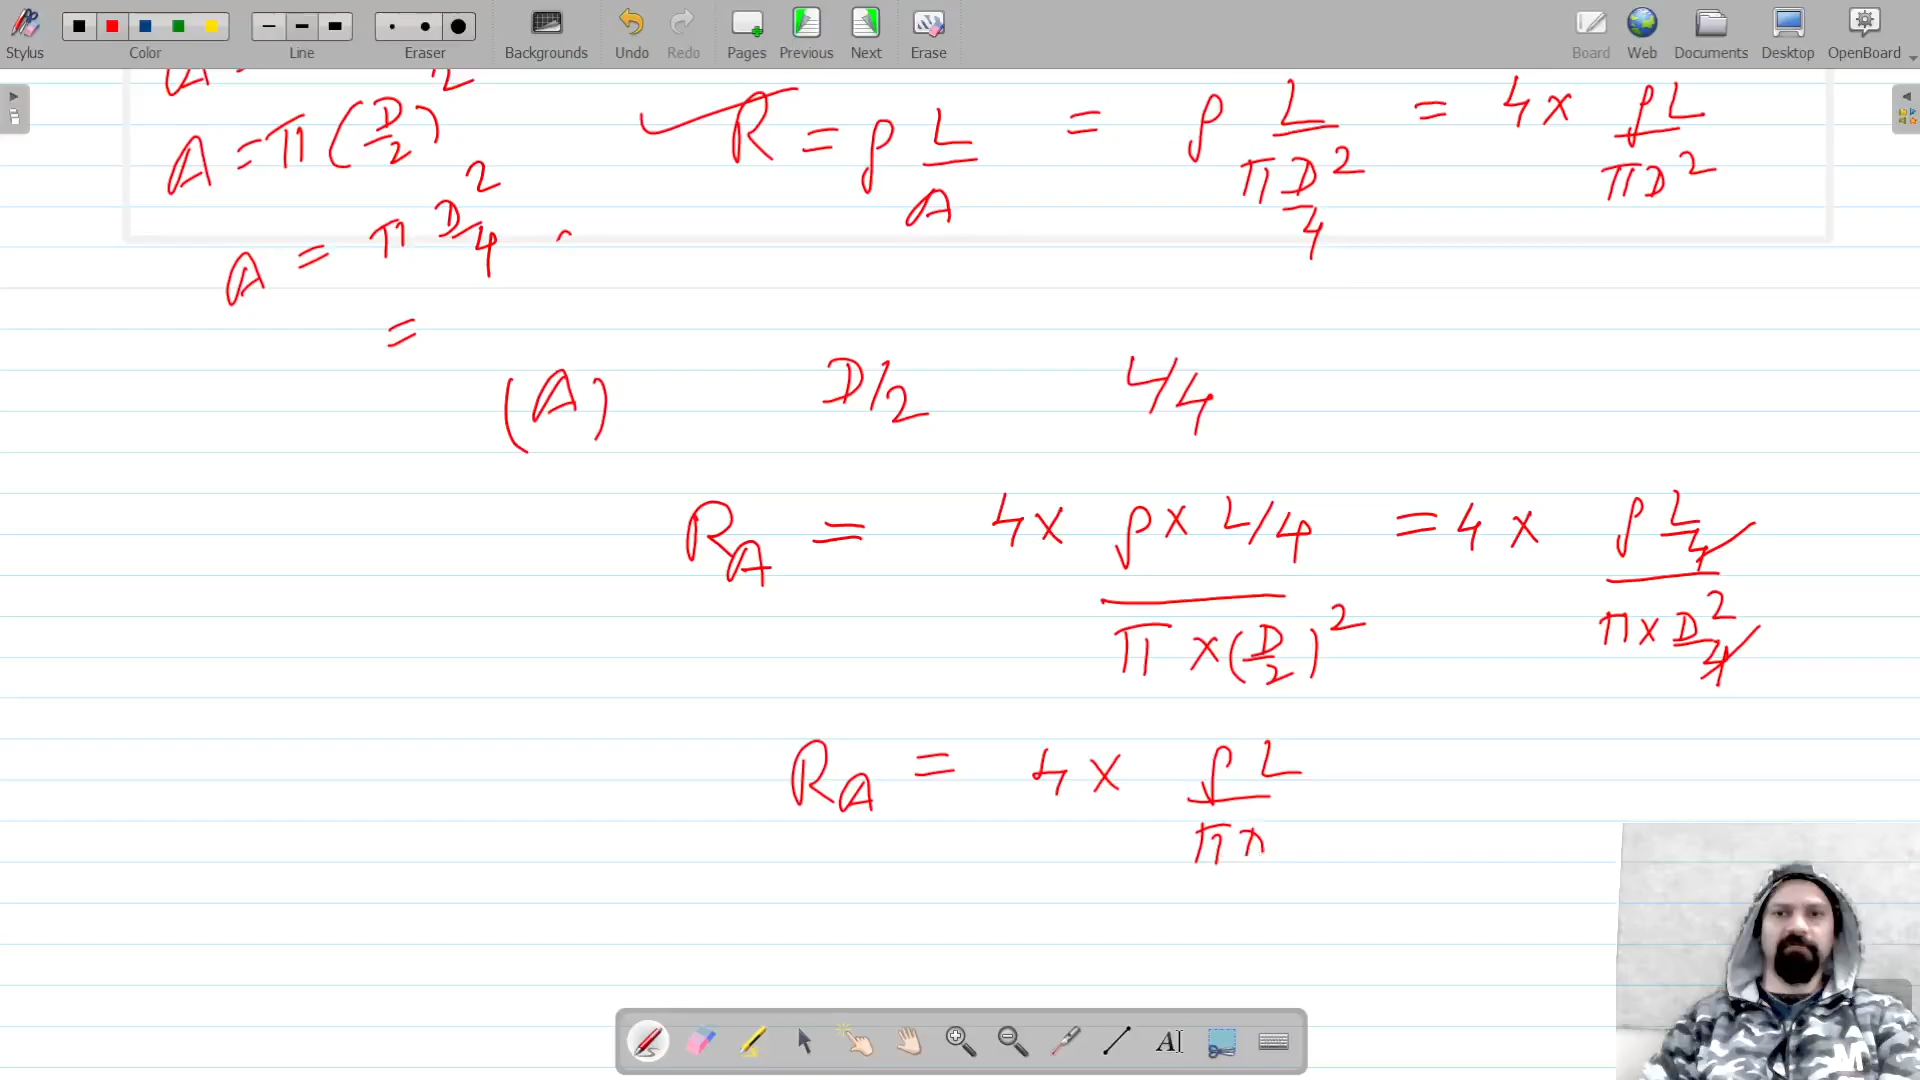 Stylus Color Line Eraser Backgrounds Undo Redo Pages Previous Next Erase Board Web Documents Desktop OpenBoard
A = π(D/2)²
A = πD²/4
=
R = ρ L/A = ρ L/(πD²/4) = 4× ρL/πD²
(A) D/2 L/4
R_A = 4× (ρ× L/4)/(π×(D/2)²) = 4× (ρ L/4)/(π×D²/4)
R_A = 4× ρL/π×
M